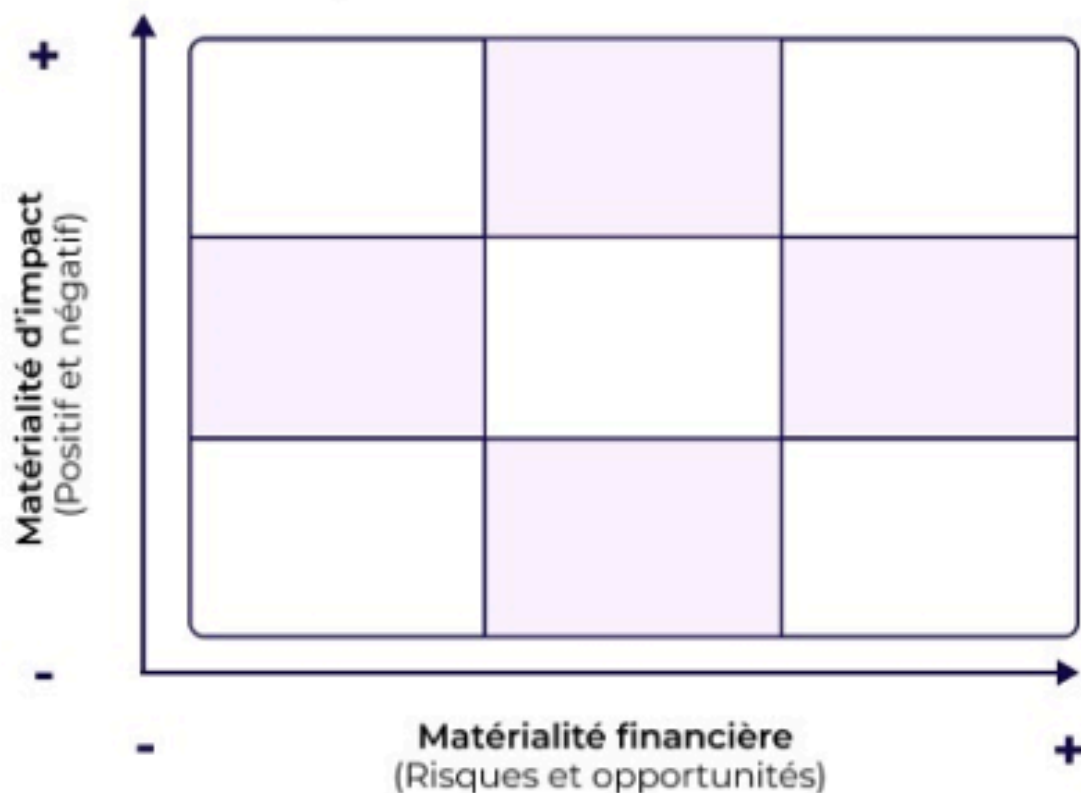 +
Matérialité d'impact
(Positif et négatif)
-
-
Matérialité financière
(Risques et opportunités)
+